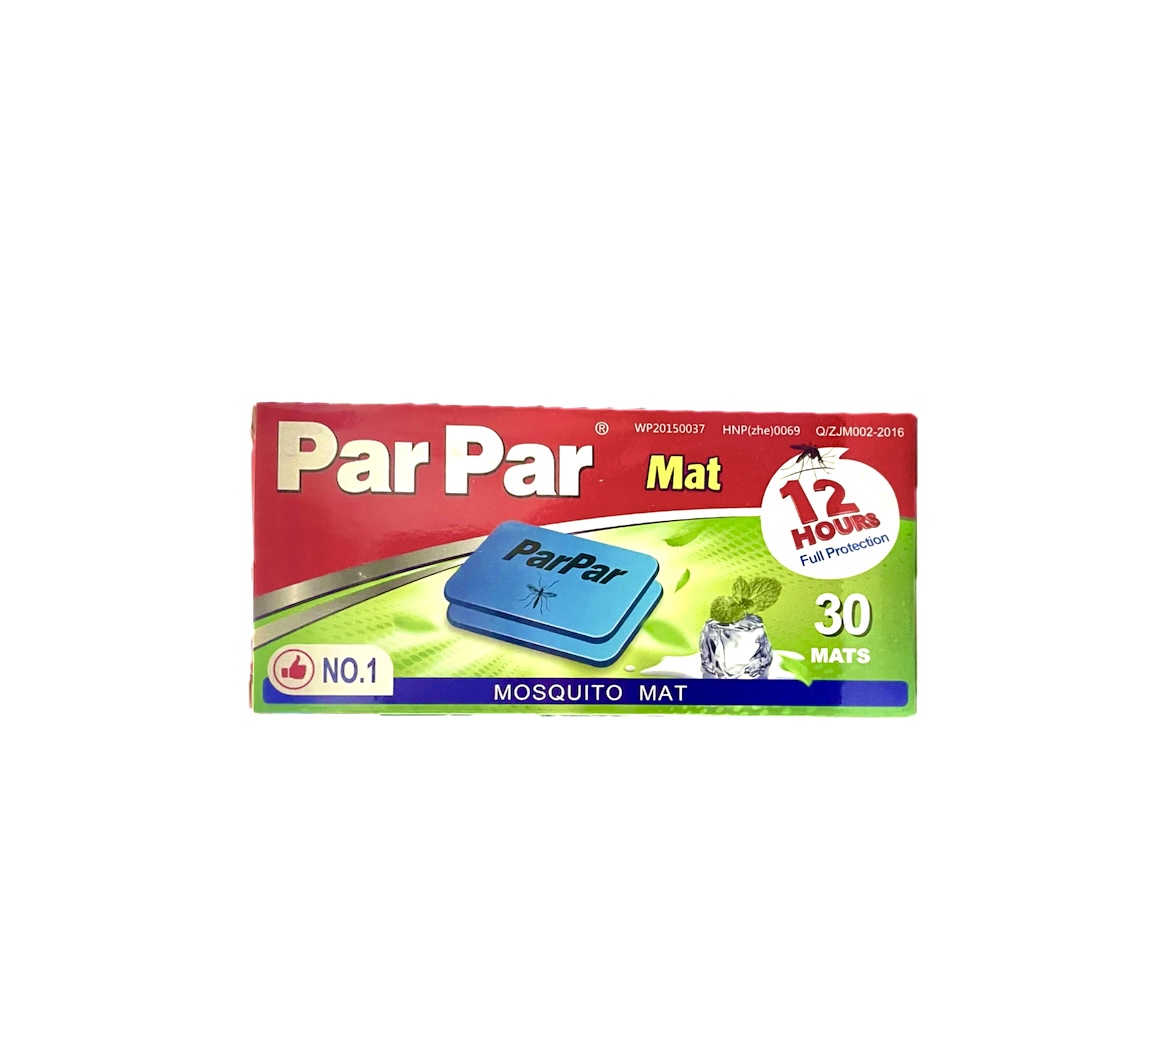 Par Par ®
WP20150037 HNP(zhe)0069 Q/ZJM002-2016
Mat
12
HOURS
Full Protection
ParPar
30
MATS
NO.1
MOSQUITO MAT